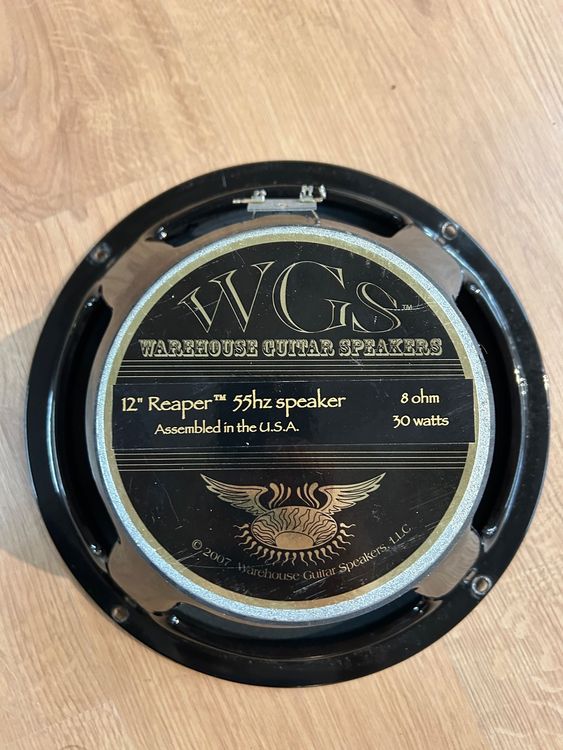 WGS™
WAREHOUSE GUITAR SPEAKERS
12" Reaper™ 55hz speaker
8 ohm
Assembled in the U.S.A.
30 watts
© 2007 Warehouse Guitar Speakers, LLC